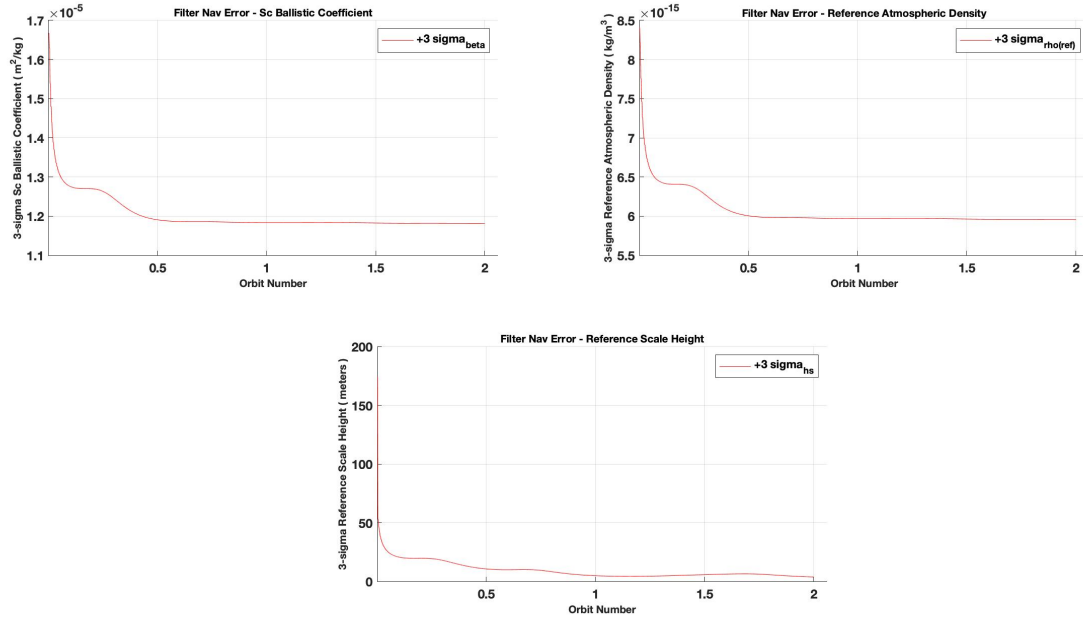 Filter Nav Error - Sc Ballistic Coefficient
×10⁻⁵
1.7
1.6
1.5
1.4
1.3
1.2
1.1
3-sigma Sc Ballistic Coefficient ( m²/kg )
+3 sigma_beta
0.5 1 1.5 2
Orbit Number
Filter Nav Error - Reference Atmospheric Density
×10⁻¹⁵
8.5
8
7.5
7
6.5
6
5.5
3-sigma Reference Atmospheric Density ( kg/m³ )
+3 sigma_rho(ref)
0.5 1 1.5 2
Orbit Number
Filter Nav Error - Reference Scale Height
200
150
100
50
0
3-sigma Reference Scale Height ( meters )
+3 sigma_hs
0.5 1 1.5 2
Orbit Number